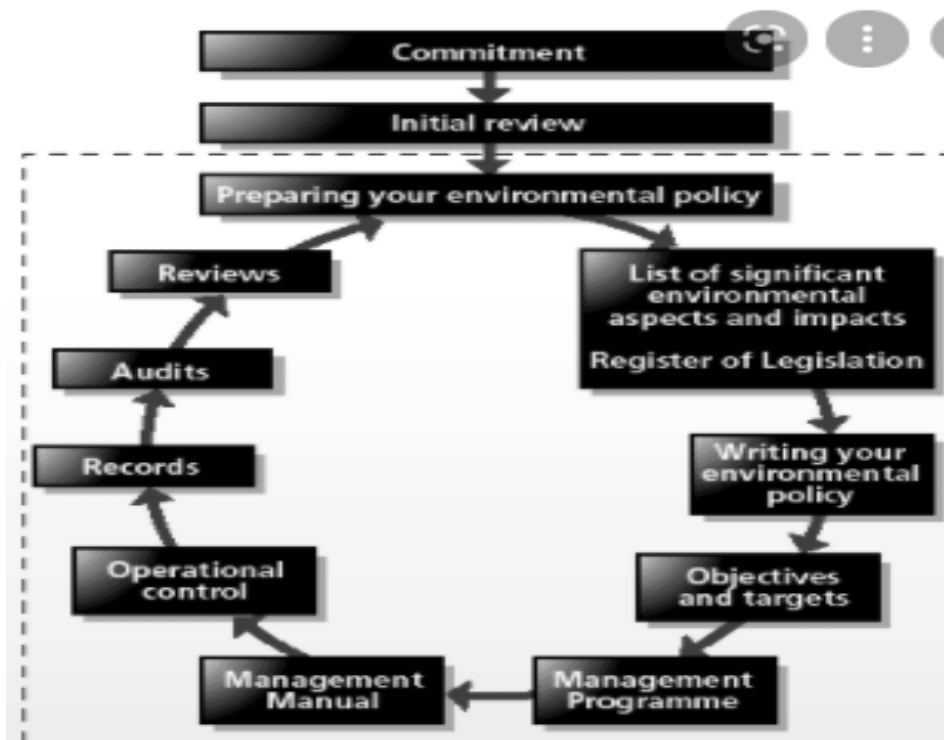 Commitment
Initial review
Preparing your environmental policy
List of significant
environmental
aspects and impacts
Register of Legislation
Writing your
environmental
policy
Objectives
and targets
Management
Programme
Management
Manual
Operational
control
Records
Audits
Reviews